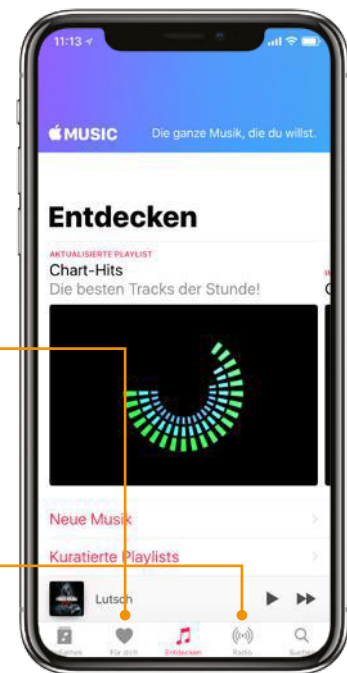 11:13
MUSIC
Die ganze Musik, die du willst.
Entdecken
AKTUALISIERTE PLAYLIST
Chart-Hits
Die besten Tracks der Stunde!
Neue Musik
Kuratierte Playlists
Lutsch
Für dich
Entdecken
Radio